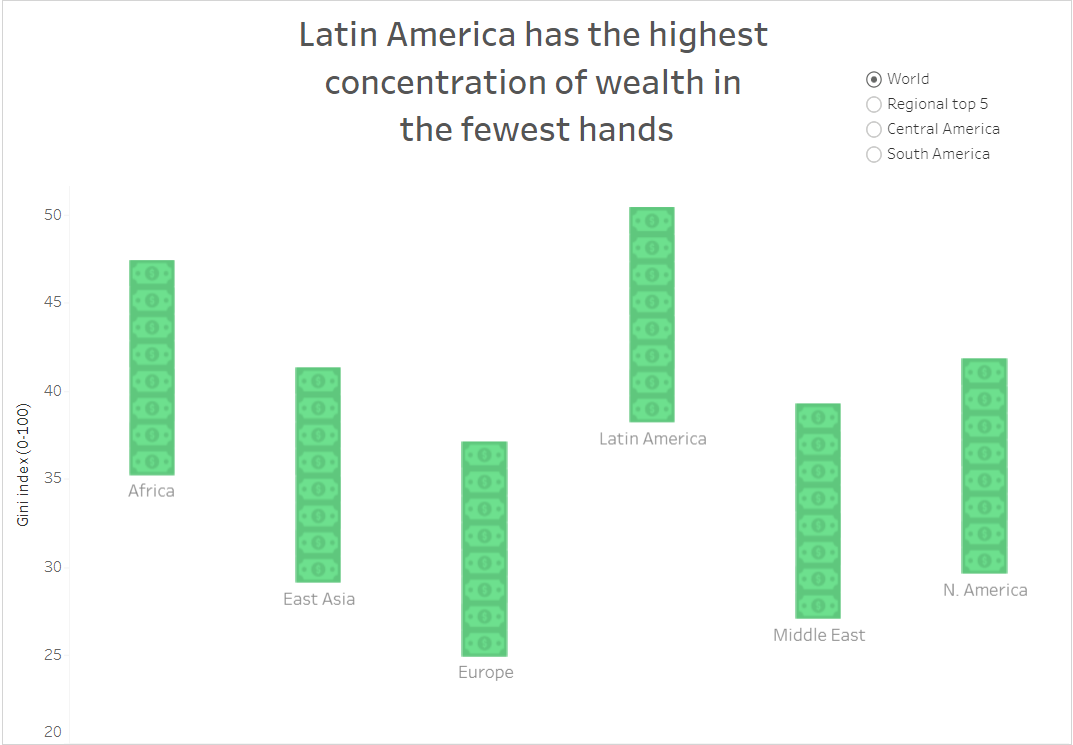 Latin America has the highest
concentration of wealth in
the fewest hands
World
Regional top 5
Central America
South America
Gini index (0-100)
50
45
40
35
30
25
20
Africa
East Asia
Europe
Latin America
Middle East
N. America